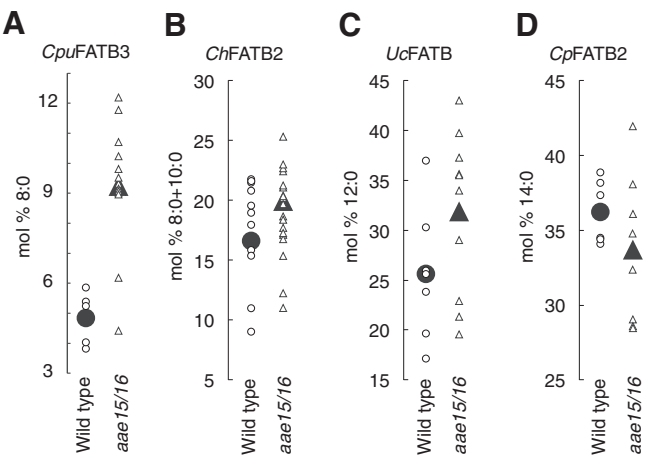 A B C D
CpuFATB3 ChFATB2 UcFATB CpFATB2
mol % 8:0
12
9
6
3
Wild type
aae15/16
mol % 8:0+10:0
30
25
20
15
10
5
Wild type
aae15/16
mol % 12:0
45
40
35
30
25
20
15
Wild type
aae15/16
mol % 14:0
45
40
35
30
25
Wild type
aae15/16